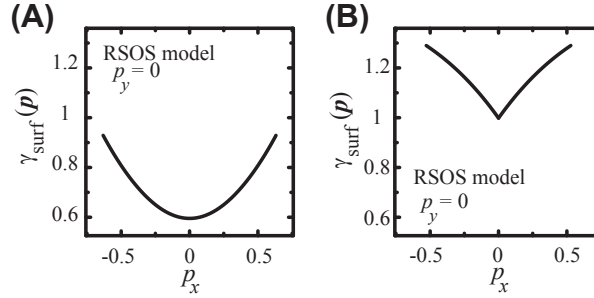 (A)
RSOS model
p_y = 0
γ_surf(p)
1.2
1
0.8
0.6
-0.5
0
0.5
p_x
(B)
γ_surf(p)
1.2
1
0.8
0.6
RSOS model
p_y = 0
-0.5
0
0.5
p_x